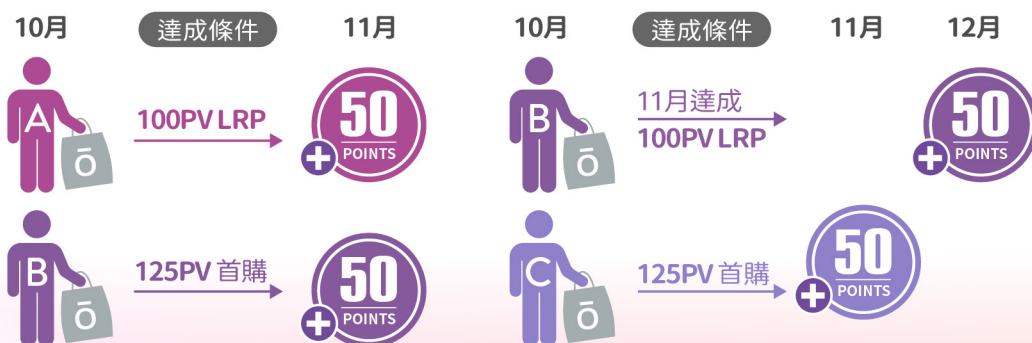 10月 達成條件 11月
A 100PV LRP 50 POINTS
ō
B 125PV 首購 50 POINTS
ō
10月 達成條件 11月 12月
B 11月達成 50 POINTS
100PV LRP
ō
C 125PV 首購 50 POINTS
ō